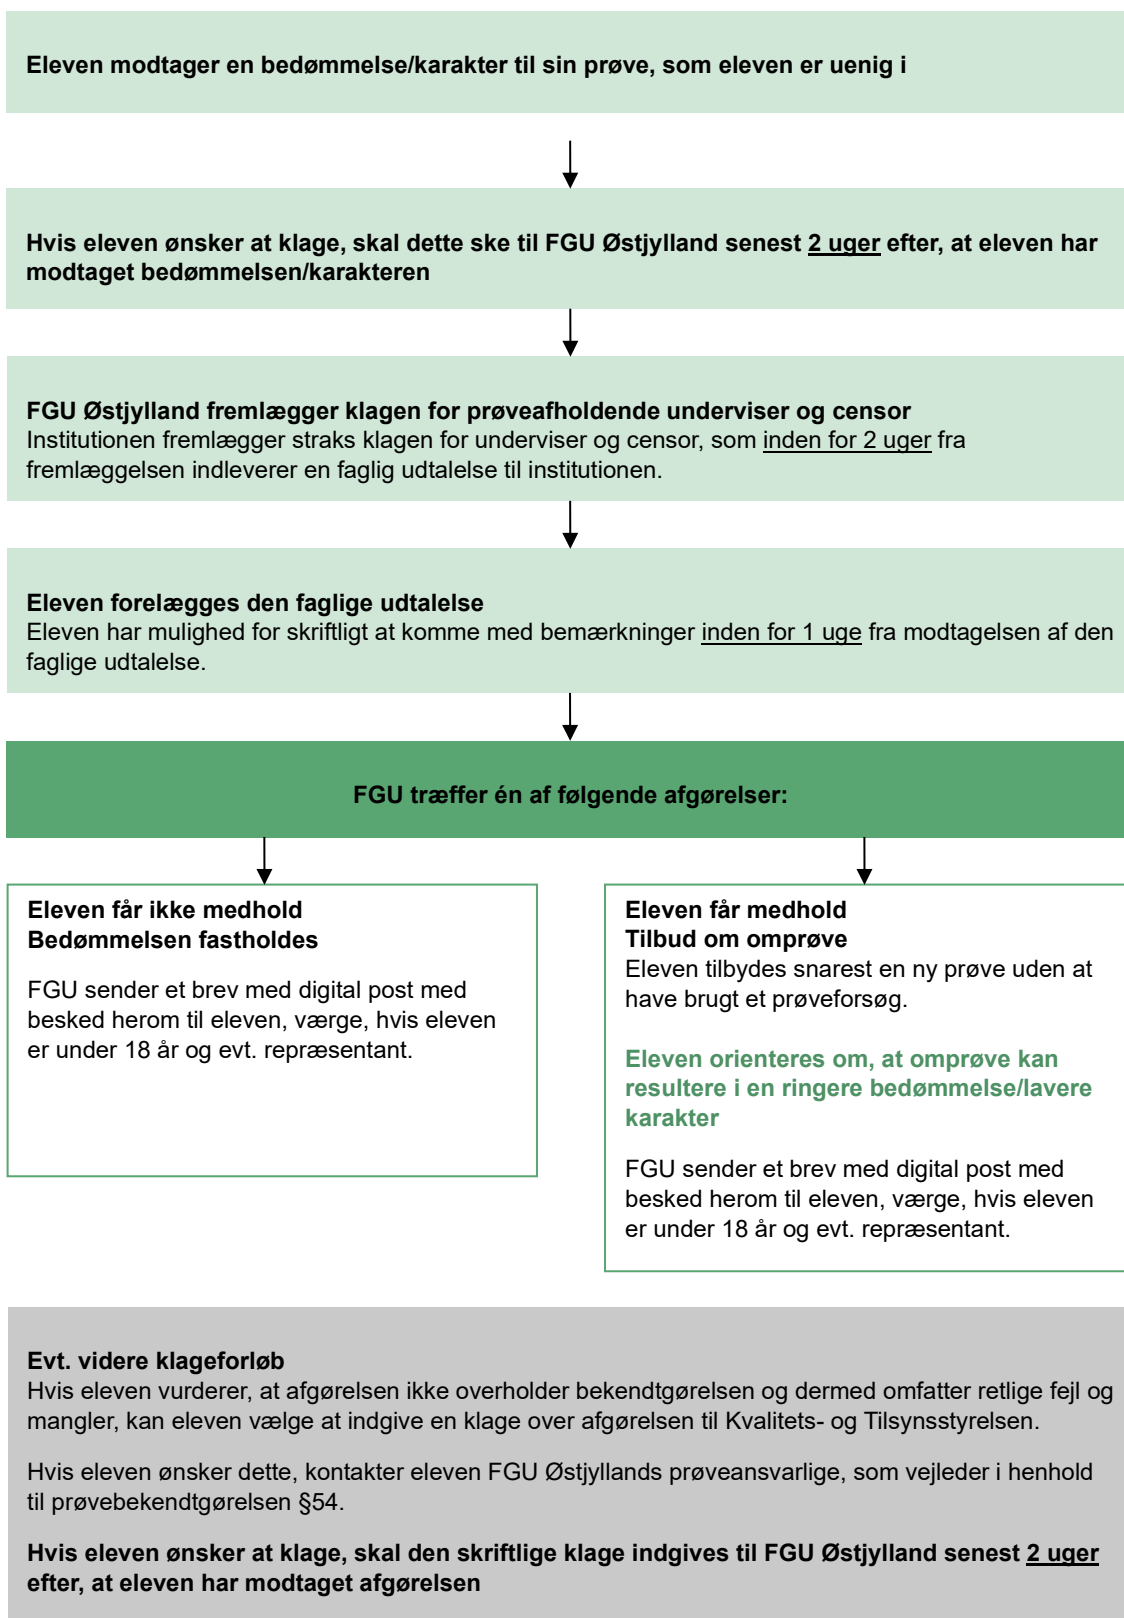 Eleven modtager en bedømmelse/karakter til sin prøve, som eleven er uenig i
Hvis eleven ønsker at klage, skal dette ske til FGU Østjylland senest 2 uger efter, at eleven har
modtaget bedømmelsen/karakteren
FGU Østjylland fremlægger klagen for prøveafholdende underviser og censor
Institutionen fremlægger straks klagen for underviser og censor, som inden for 2 uger fra
fremlæggelsen indleverer en faglig udtalelse til institutionen.
Eleven forelægges den faglige udtalelse
Eleven har mulighed for skriftligt at komme med bemærkninger inden for 1 uge fra modtagelsen af den
faglige udtalelse.
FGU træffer én af følgende afgørelser:
Eleven får ikke medhold
Bedømmelsen fastholdes
FGU sender et brev med digital post med
besked herom til eleven, værge, hvis eleven
er under 18 år og evt. repræsentant.
Eleven får medhold
Tilbud om omprøve
Eleven tilbydes snarest en ny prøve uden at
have brugt et prøveforsøg.
Eleven orienteres om, at omprøve kan
resultere i en ringere bedømmelse/lavere
karakter
FGU sender et brev med digital post med
besked herom til eleven, værge, hvis eleven
er under 18 år og evt. repræsentant.
Evt. videre klageforløb
Hvis eleven vurderer, at afgørelsen ikke overholder bekendtgørelsen og dermed omfatter retlige fejl og
mangler, kan eleven vælge at indgive en klage over afgørelsen til Kvalitets- og Tilsynsstyrelsen.
Hvis eleven ønsker dette, kontakter eleven FGU Østjyllands prøveansvarlige, som vejleder i henhold
til prøvebekendtgørelsen §54.
Hvis eleven ønsker at klage, skal den skriftlige klage indgives til FGU Østjylland senest 2 uger
efter, at eleven har modtaget afgørelsen